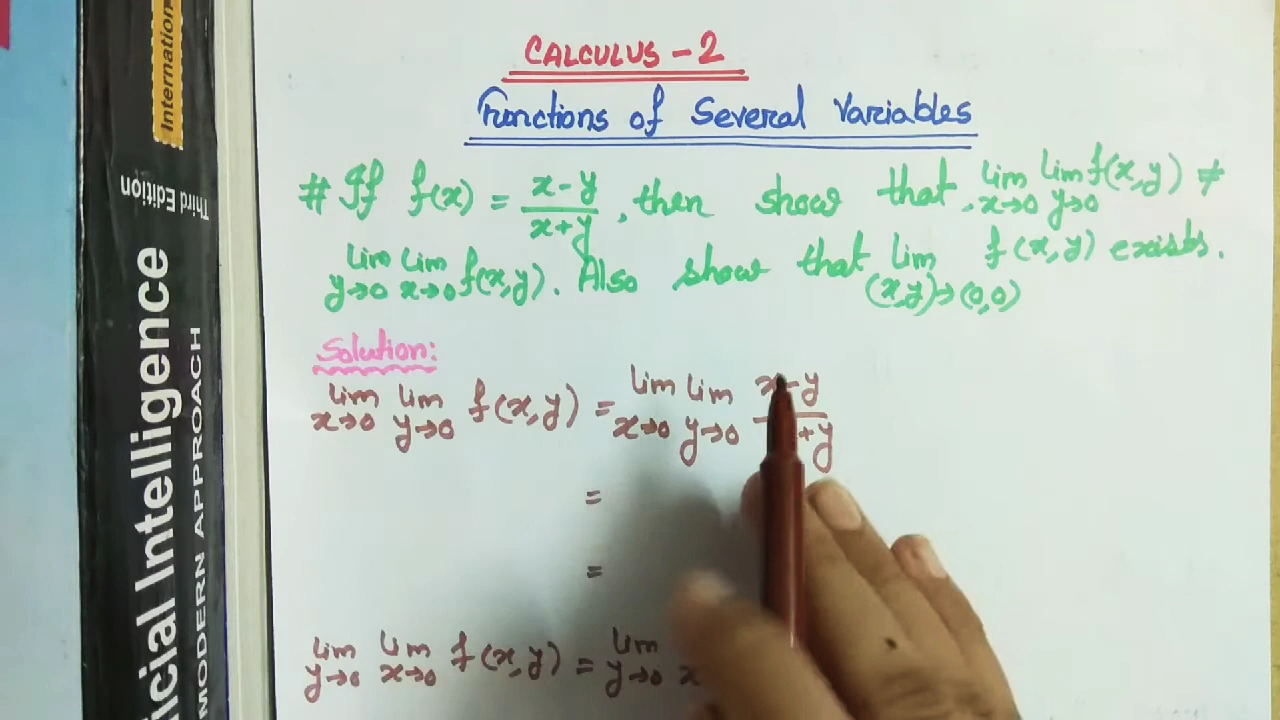 CALCULUS - 2
Functions of Several Variables
# If f(x) = x-y / x+y, then show that lim x→0 lim y→0 f(x,y) ≠
lim y→0 lim x→0 f(x,y). Also show that lim (x,y)→(0,0) f(x,y) exists.
Solution:
lim x→0 lim y→0 f(x,y) = lim x→0 lim y→0 x-y / +y
=
=
lim y→0 lim x→0 f(x,y) = lim y→0 x
International
Third Edition
ficial Intelligence
MODERN APPROACH